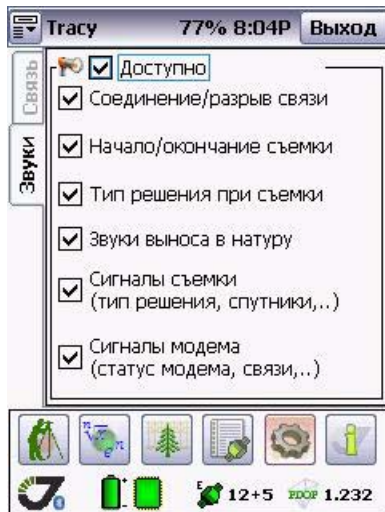 Tracy 77% 8:04P Выход
Связь
Звуки
Доступно
Соединение/разрыв связи
Начало/окончание съемки
Тип решения при съемки
Звуки выноса в натуру
Сигналы съемки
(тип решения, спутники,..)
Сигналы модема
(статус модема, связи,..)
0 E 12+5 PDOP 1.232